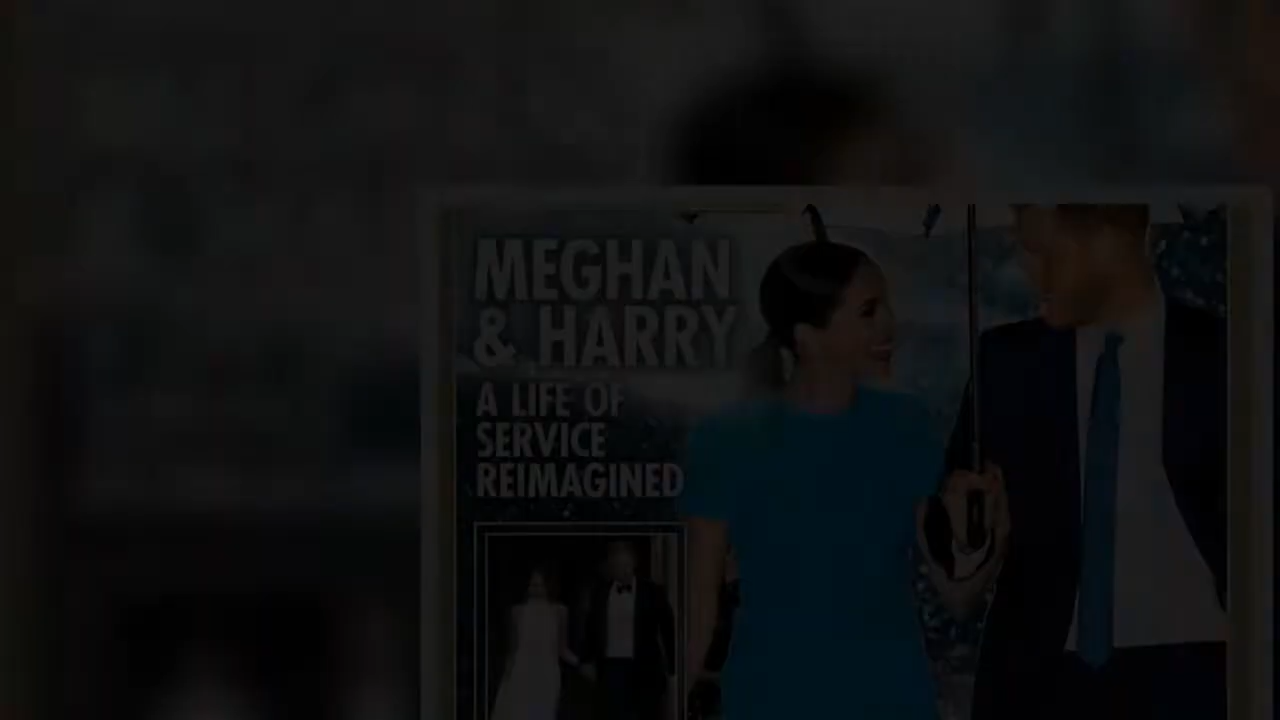 MEGHAN
& HARRY
A LIFE OF
SERVICE
REIMAGINED